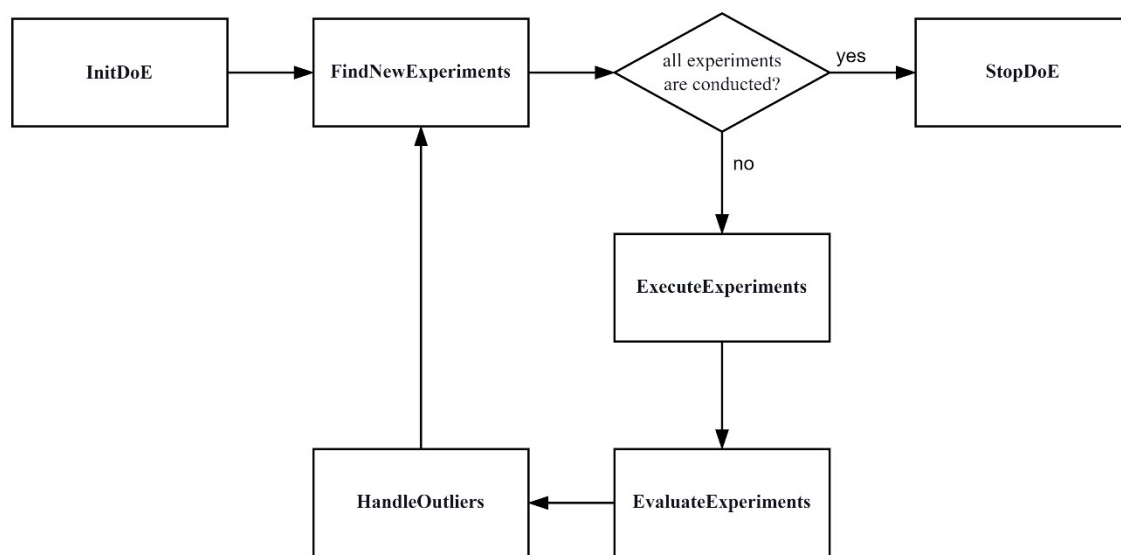 InitDoE
FindNewExperiments
all experiments
are conducted?
yes
StopDoE
no
ExecuteExperiments
HandleOutliers
EvaluateExperiments